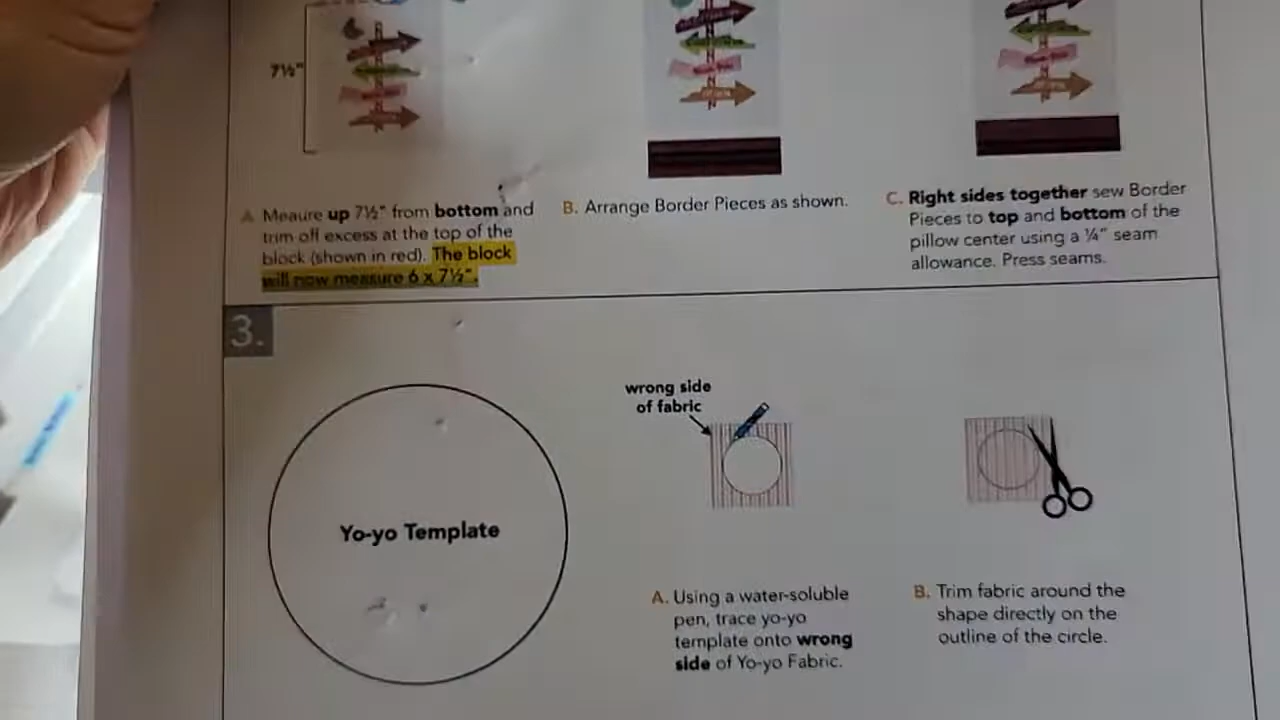 7½"
A. Meaure up 7½" from bottom and
trim off excess at the top of the
block (shown in red). The block
will now measure 6 x 7½".
B. Arrange Border Pieces as shown.
C. Right sides together sew Border
Pieces to top and bottom of the
pillow center using a ¼" seam
allowance. Press seams.
3.
Yo-yo Template
wrong side
of fabric
A. Using a water-soluble
pen, trace yo-yo
template onto wrong
side of Yo-yo Fabric.
B. Trim fabric around the
shape directly on the
outline of the circle.